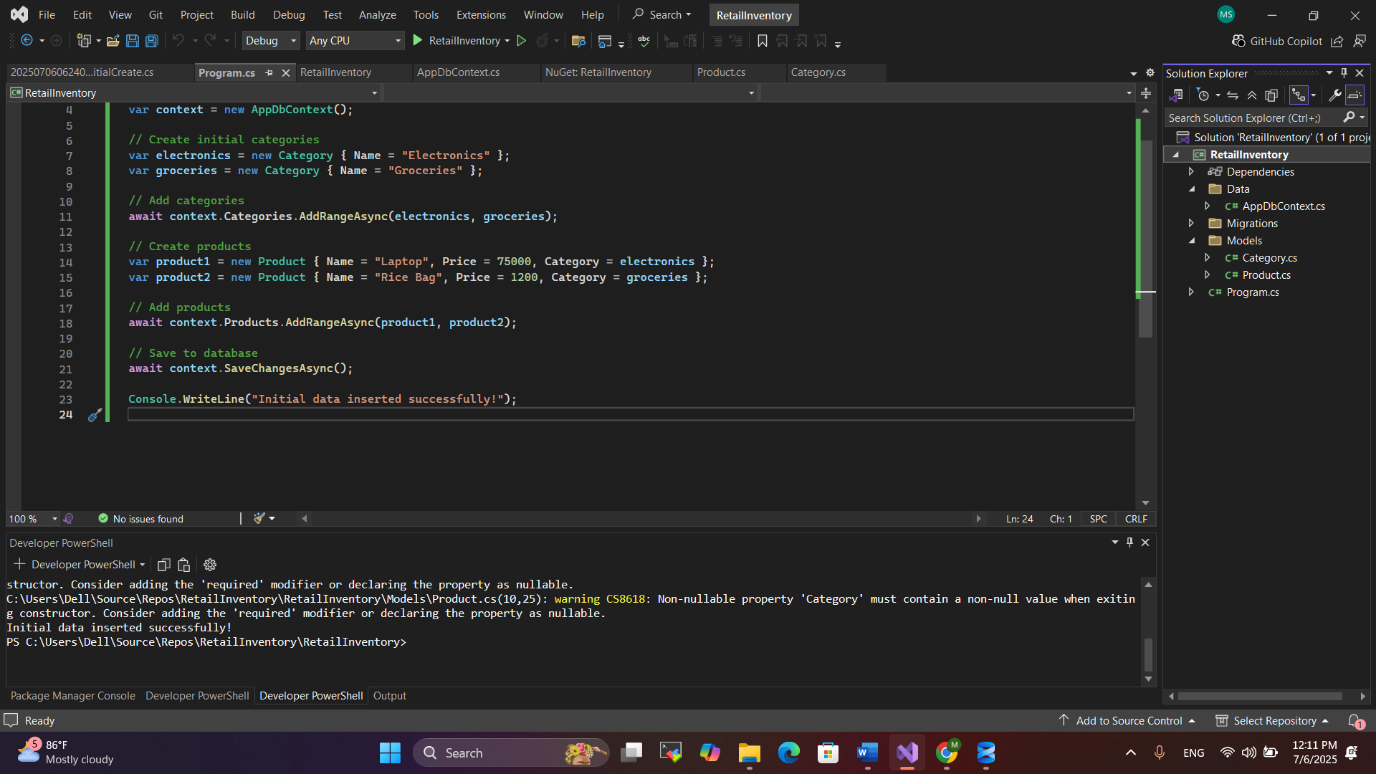 File Edit View Git Project Build Debug Test Analyze Tools Extensions Window Help Search RetailInventory MS
Debug Any CPU RetailInventory GitHub Copilot
2025070606240...itialCreate.cs Program.cs RetailInventory AppDbContext.cs NuGet: RetailInventory Product.cs Category.cs
RetailInventory
4 var context = new AppDbContext();
5
6 // Create initial categories
7 var electronics = new Category { Name = "Electronics" };
8 var groceries = new Category { Name = "Groceries" };
9
10 // Add categories
11 await context.Categories.AddRangeAsync(electronics, groceries);
12
13 // Create products
14 var product1 = new Product { Name = "Laptop", Price = 75000, Category = electronics };
15 var product2 = new Product { Name = "Rice Bag", Price = 1200, Category = groceries };
16
17 // Add products
18 await context.Products.AddRangeAsync(product1, product2);
19
20 // Save to database
21 await context.SaveChangesAsync();
22
23 Console.WriteLine("Initial data inserted successfully!");
24
100 % No issues found Ln: 24 Ch: 1 SPC CRLF
Solution Explorer
Search Solution Explorer (Ctrl+;)
Solution 'RetailInventory' (1 of 1 proje
RetailInventory
Dependencies
Data
C# AppDbContext.cs
Migrations
Models
C# Category.cs
C# Product.cs
C# Program.cs
Developer PowerShell
Developer PowerShell
structor. Consider adding the 'required' modifier or declaring the property as nullable.
C:\Users\Dell\Source\Repos\RetailInventory\RetailInventory\Models\Product.cs(10,25): warning CS8618: Non-nullable property 'Category' must contain a non-null value when exitin
g constructor. Consider adding the 'required' modifier or declaring the property as nullable.
Initial data inserted successfully!
PS C:\Users\Dell\Source\Repos\RetailInventory\RetailInventory>
Package Manager Console Developer PowerShell Developer PowerShell Output
Ready Add to Source Control Select Repository 1
5 86°F
Mostly cloudy
Search
M
ENG
12:11 PM
7/6/2025